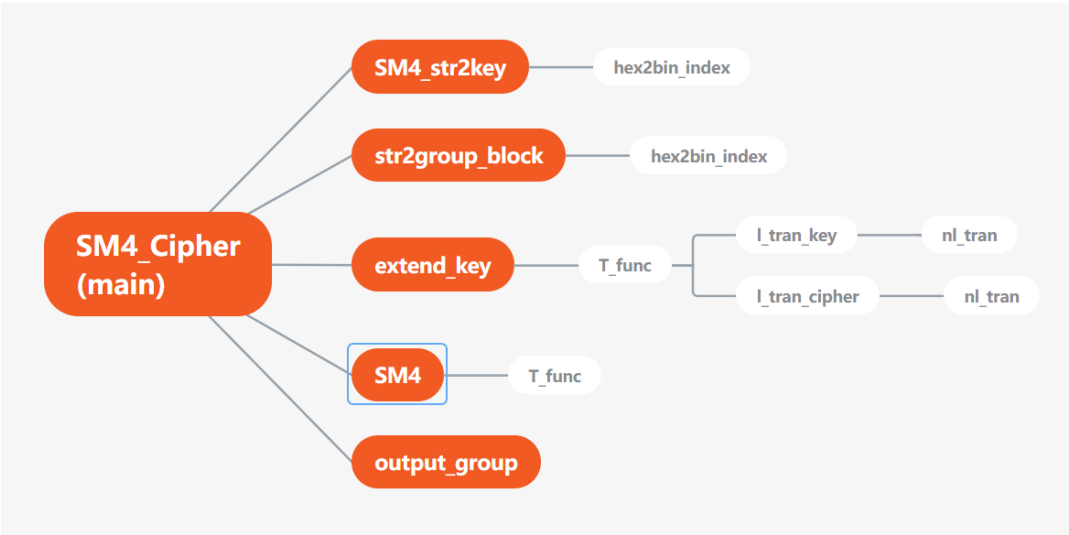 SM4_str2key
hex2bin_index
str2group_block
hex2bin_index
SM4_Cipher
(main)
extend_key
T_func
l_tran_key
nl_tran
l_tran_cipher
nl_tran
SM4
T_func
output_group